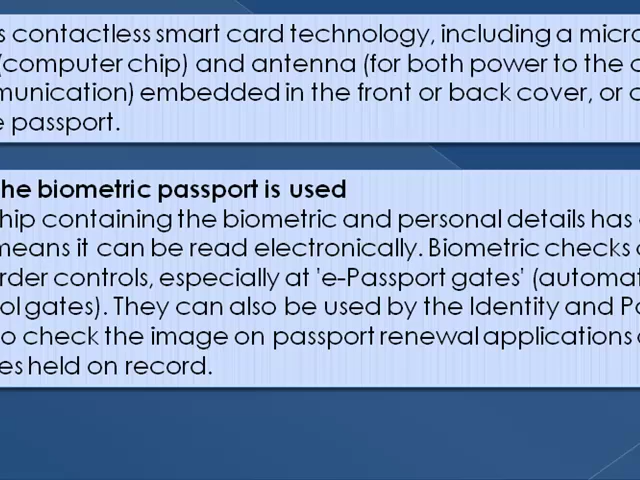 s contactless smart card technology, including a micro
(computer chip) and antenna (for both power to the c
munication) embedded in the front or back cover, or c
e passport.
he biometric passport is used
hip containing the biometric and personal details has
means it can be read electronically. Biometric checks c
rder controls, especially at 'e-Passport gates' (automat
ol gates). They can also be used by the Identity and Pa
o check the image on passport renewal applications
es held on record.